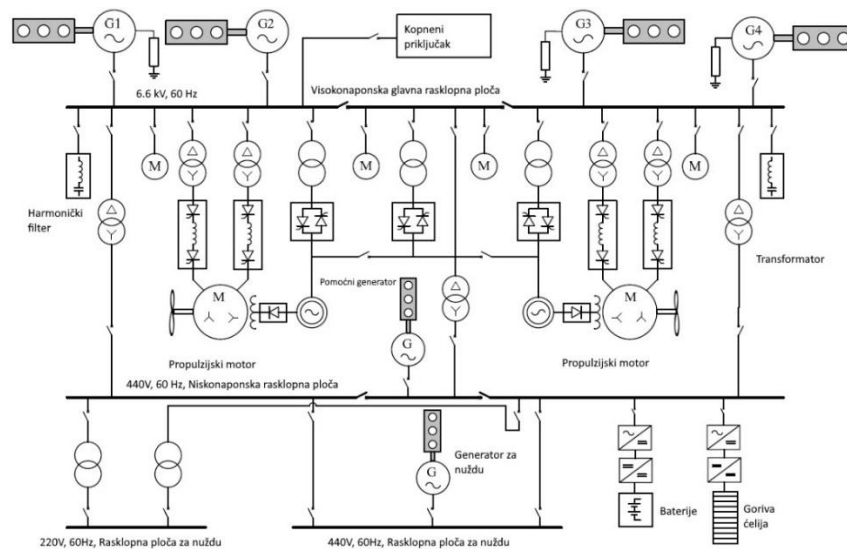 G1
G2
G3
G4
Kopneni
priključak
6.6 kV, 60 Hz
Visokonaponska glavna rasklopna ploča
M
M
M
M
Harmonički
filter
Transformator
Pomoćni generator
M
G
M
Propulzijski motor
Propulzijski motor
440V, 60 Hz, Niskonaponska rasklopna ploča
Generator za
nuždu
G
Baterije
Goriva
ćelija
220V, 60Hz, Rasklopna ploča za nuždu
440V, 60Hz, Rasklopna ploča za nuždu